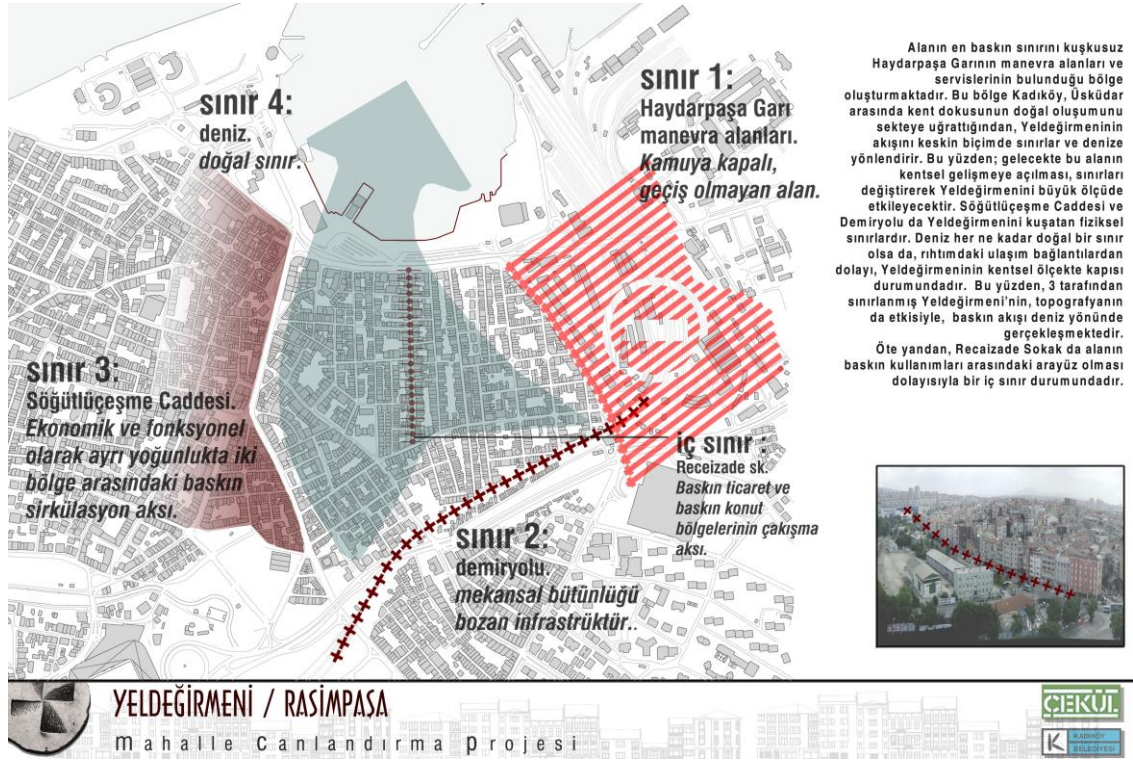 sınır 4:
deniz.
doğal sınır.
sınır 1:
Haydarpaşa Garı
manevra alanları.
Kamuya kapalı,
geçiş olmayan alan.
Alanın en baskın sınırını kuşkusuz
Haydarpaşa Garının manevra alanları ve
servislerinin bulunduğu bölge
oluşturmaktadır. Bu bölge Kadıköy, Üsküdar
arasında kent dokusunun doğal oluşumunu
sekteye uğrattığından, Yeldeğirmeninin
akışını keskin biçimde sınırlar ve denize
yönlendirir. Bu yüzden; gelecekte bu alanın
kentsel gelişmeye açılması, sınırları
değiştirerek Yeldeğirmenini büyük ölçüde
etkileyecektir. Söğütlüçeşme Caddesi ve
Demiryolu da Yeldeğirmenini kuşatan fiziksel
sınırlardır. Deniz her ne kadar doğal bir sınır
olsa da, rıhtımdaki ulaşım bağlantılardan
dolayı, Yeldeğirmeninin kentsel ölçekte kapısı
durumundadır. Bu yüzden, 3 tarafından
sınırlanmış Yeldeğirmeni'nin, topografyanın
da etkisiyle, baskın akışı deniz yönünde
gerçekleşmektedir.
Öte yandan, Recaizade Sokak da alanın
baskın kullanımları arasındaki arayüz olması
dolayısıyla bir iç sınır durumundadır.
sınır 3:
Söğütlüçeşme Caddesi.
Ekonomik ve fonksyonel
olarak ayrı yoğunlukta iki
bölge arasındaki baskın
sirkülasyon aksı.
iç sınır :
Receizade sk.
Baskın ticaret ve
baskın konut
bölgelerinin çakışma
aksı.
sınır 2:
demiryolu.
mekansal bütünlüğü
bozan infrastrüktür..
YELDEĞİRMENİ / RASİMPAŞA
mahalle canlandırma projesi
ÇEKÜL
K KADIKÖY
BELEDİYESİ